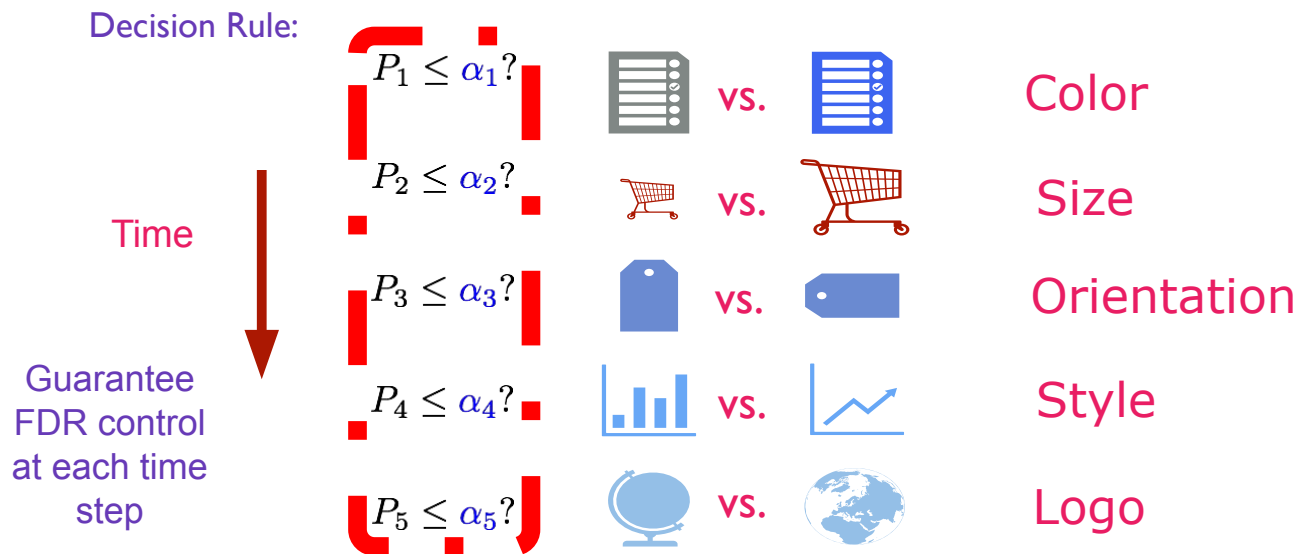 Decision Rule:
P₁ ≤ α₁? vs. Color
P₂ ≤ α₂? vs. Size
Time
P₃ ≤ α₃? vs. Orientation
Guarantee
FDR control
at each time
step
P₄ ≤ α₄? vs. Style
P₅ ≤ α₅? vs. Logo